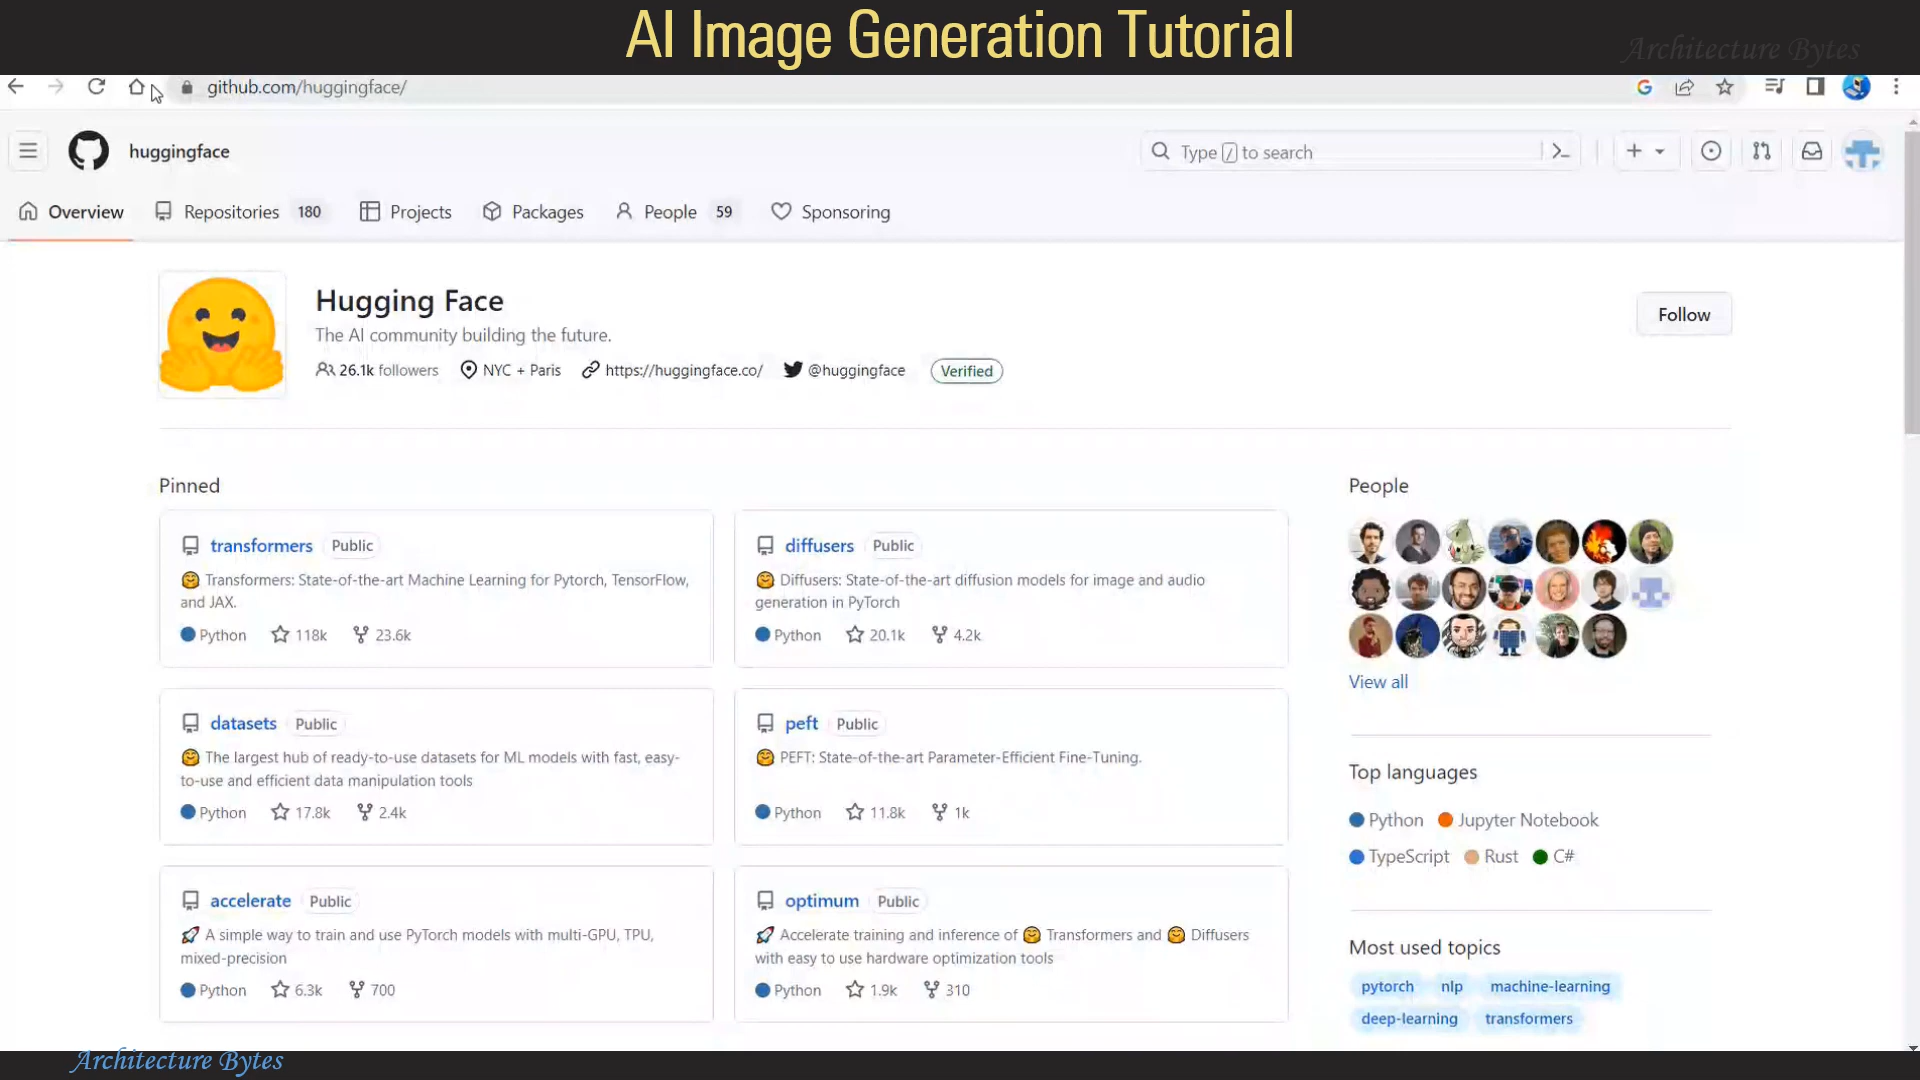 AI Image Generation Tutorial
Architecture Bytes
github.com/huggingface/
huggingface
Type / to search
Overview
Repositories 180
Projects
Packages
People 59
Sponsoring
Hugging Face
The AI community building the future.
26.1k followers
NYC + Paris
https://huggingface.co/
@huggingface
Verified
Follow
Pinned
transformers Public
Transformers: State-of-the-art Machine Learning for Pytorch, TensorFlow,
and JAX.
Python 118k 23.6k
diffusers Public
Diffusers: State-of-the-art diffusion models for image and audio
generation in PyTorch
Python 20.1k 4.2k
datasets Public
The largest hub of ready-to-use datasets for ML models with fast, easy-
to-use and efficient data manipulation tools
Python 17.8k 2.4k
peft Public
PEFT: State-of-the-art Parameter-Efficient Fine-Tuning.
Python 11.8k 1k
accelerate Public
A simple way to train and use PyTorch models with multi-GPU, TPU,
mixed-precision
Python 6.3k 700
optimum Public
Accelerate training and inference of Transformers and Diffusers
with easy to use hardware optimization tools
Python 1.9k 310
People
View all
Top languages
Python Jupyter Notebook
TypeScript Rust C#
Most used topics
pytorch nlp machine-learning
deep-learning transformers
Architecture Bytes